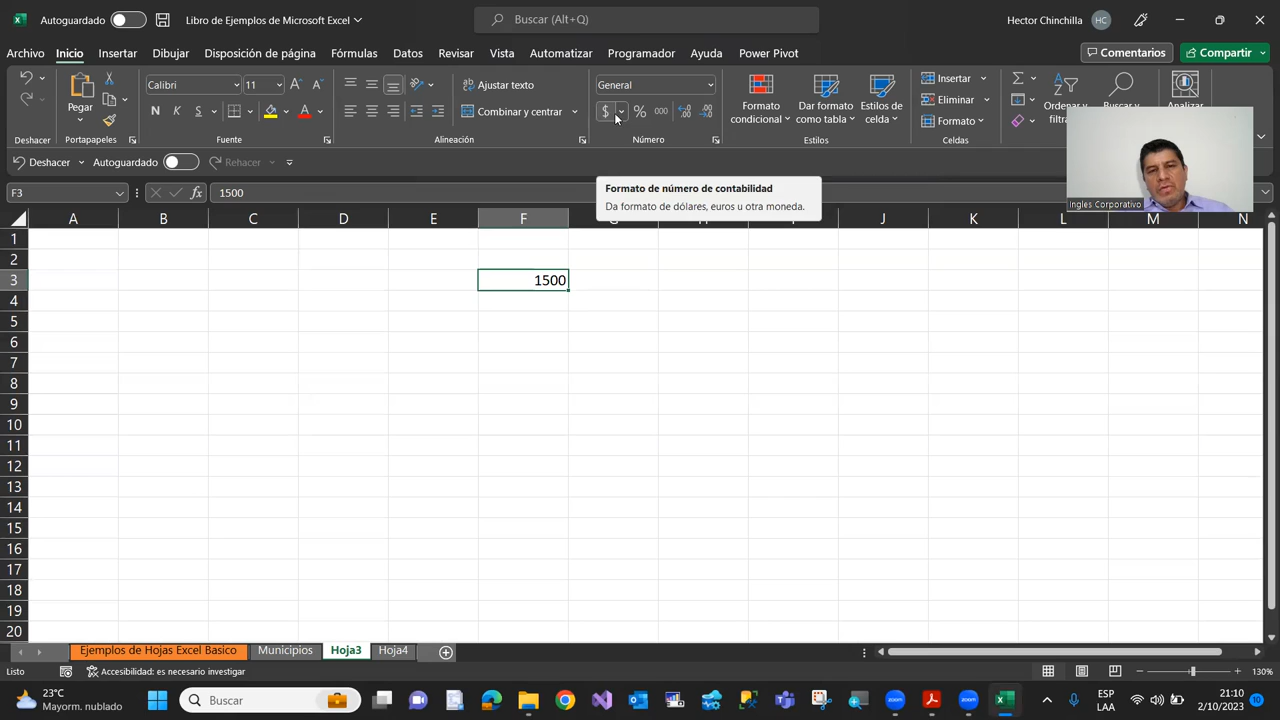 Autoguardado
Libro de Ejemplos de Microsoft Excel
Buscar (Alt+Q)
Hector Chinchilla
HC
Archivo Inicio Insertar Dibujar Disposición de página Fórmulas Datos Revisar Vista Automatizar Programador Ayuda Power Pivot
Comentarios
Compartir
Pegar
Calibri 11
N K S
Ajustar texto
Combinar y centrar
General
$ % 000
Formato condicional
Dar formato como tabla
Estilos de celda
Insertar
Eliminar
Formato
Buscar y
Analizar
Deshacer Portapapeles Fuente Alineación Número Estilos Celdas
Deshacer Autoguardado Rehacer
F3
fx
1500
Formato de número de contabilidad
Da formato de dólares, euros u otra moneda.
Ingles Corporativo
A B C D E F J K L M N
1
2
3 1500
4
5
6
7
8
9
10
11
12
13
14
15
16
17
18
19
20
Ejemplos de Hojas Excel Basico Municipios Hoja3 Hoja4
Listo
Accesibilidad: es necesario investigar
130%
23°C
Mayorm. nublado
Buscar
zoom
zoom
ESP
LAA
21:10
2/10/2023